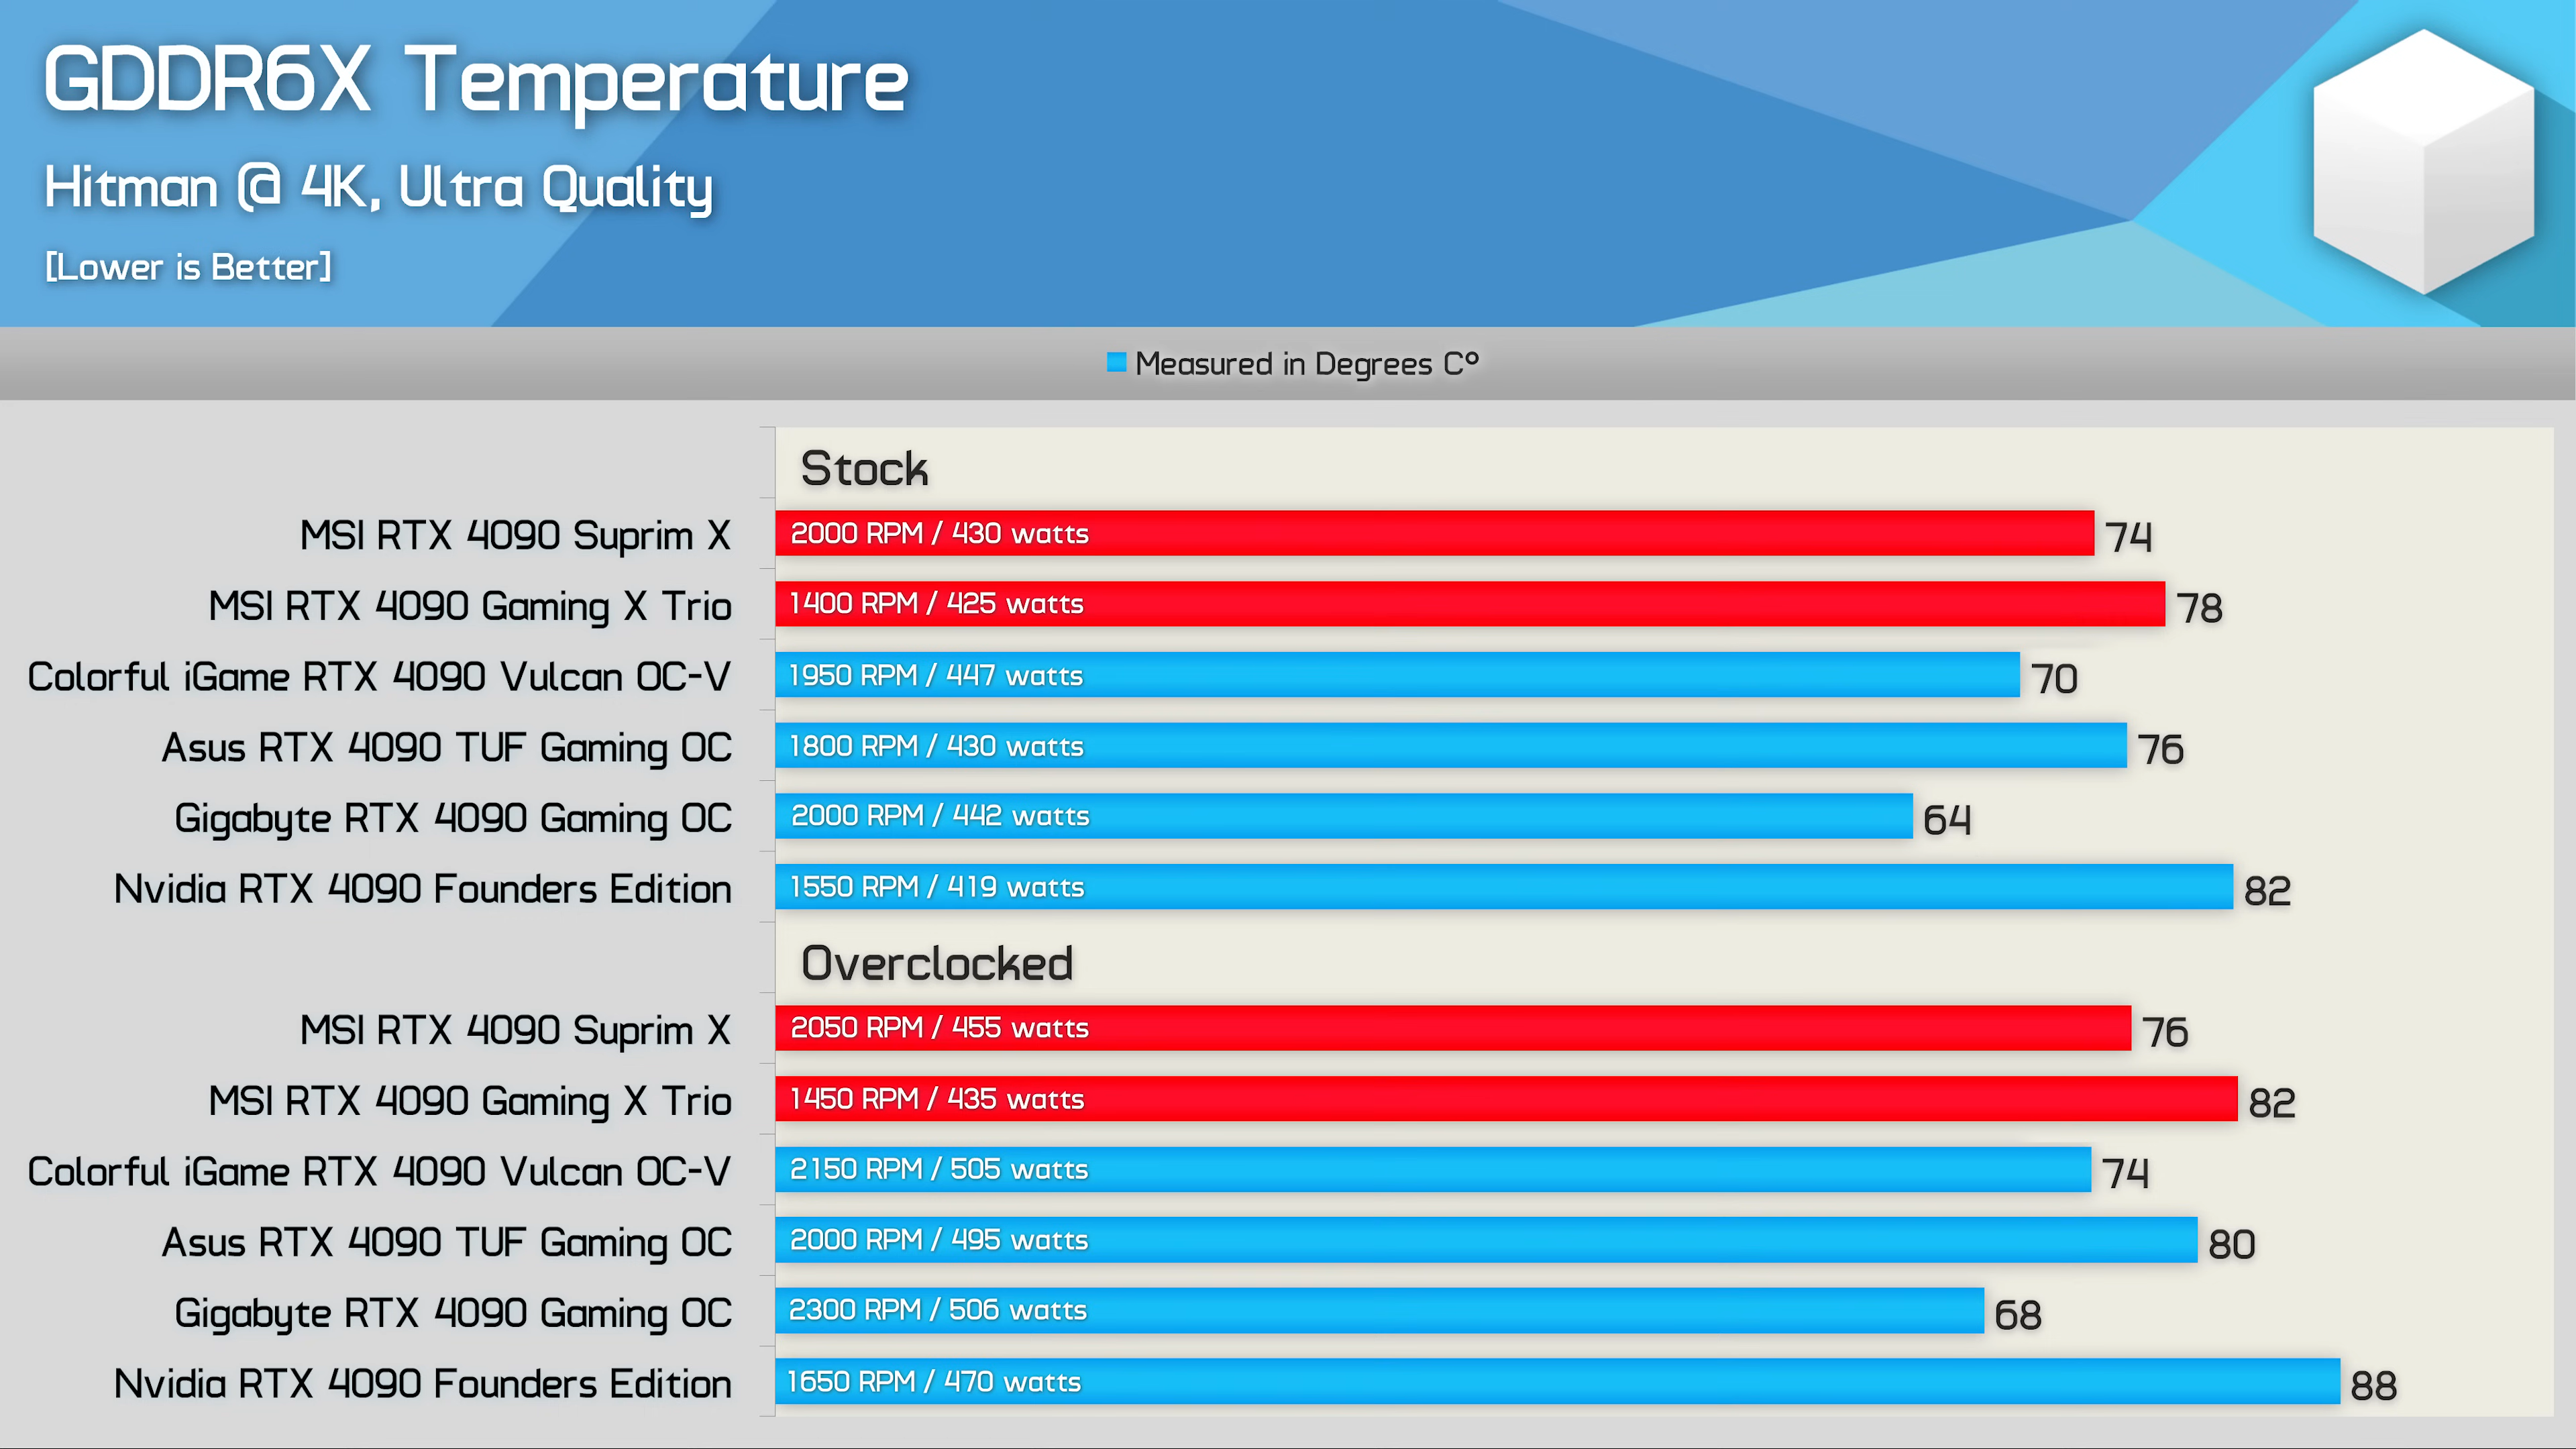 GDDR6X Temperature
Hitman @ 4K, Ultra Quality
[Lower is Better]
Measured in Degrees C°
Stock
MSI RTX 4090 Suprim X 2000 RPM / 430 watts 74
MSI RTX 4090 Gaming X Trio 1400 RPM / 425 watts 78
Colorful iGame RTX 4090 Vulcan OC-V 1950 RPM / 447 watts 70
Asus RTX 4090 TUF Gaming OC 1800 RPM / 430 watts 76
Gigabyte RTX 4090 Gaming OC 2000 RPM / 442 watts 64
Nvidia RTX 4090 Founders Edition 1550 RPM / 419 watts 82
Overclocked
MSI RTX 4090 Suprim X 2050 RPM / 455 watts 76
MSI RTX 4090 Gaming X Trio 1450 RPM / 435 watts 82
Colorful iGame RTX 4090 Vulcan OC-V 2150 RPM / 505 watts 74
Asus RTX 4090 TUF Gaming OC 2000 RPM / 495 watts 80
Gigabyte RTX 4090 Gaming OC 2300 RPM / 506 watts 68
Nvidia RTX 4090 Founders Edition 1650 RPM / 470 watts 88